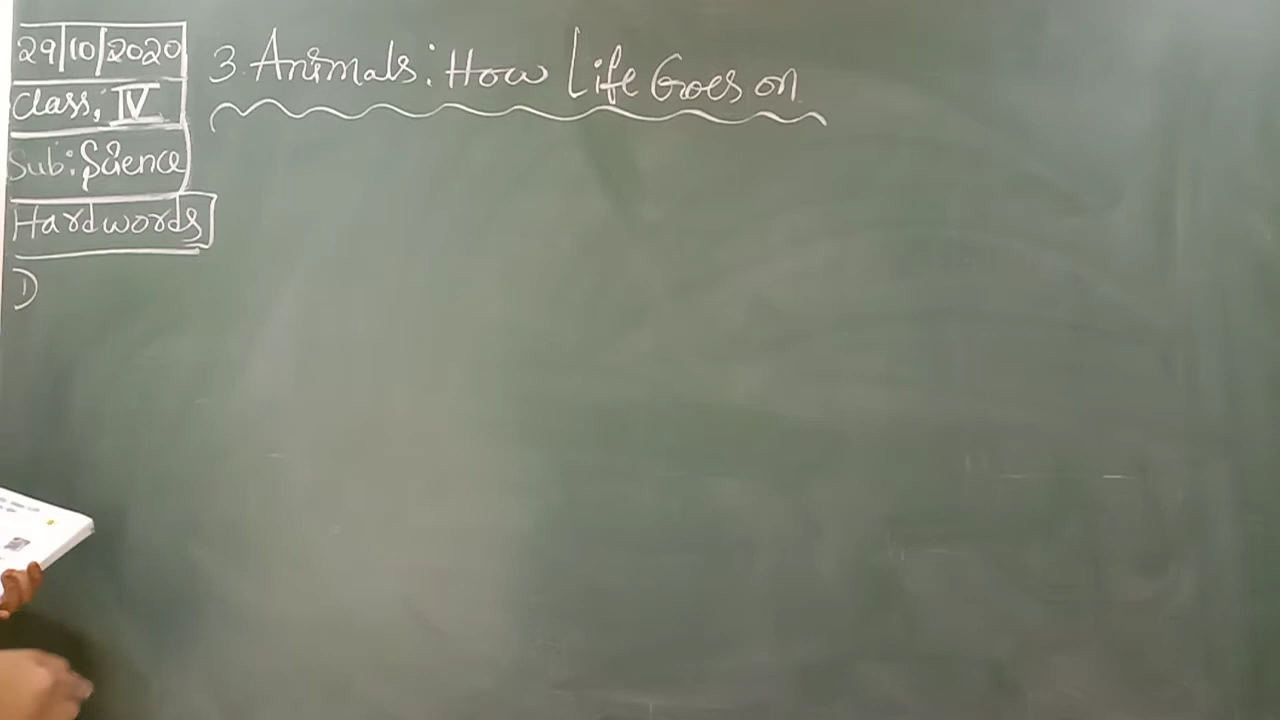 29/10/2020
3. Animals: How Life Goes on
Class: IV
Sub: Science
Hardwords
1)